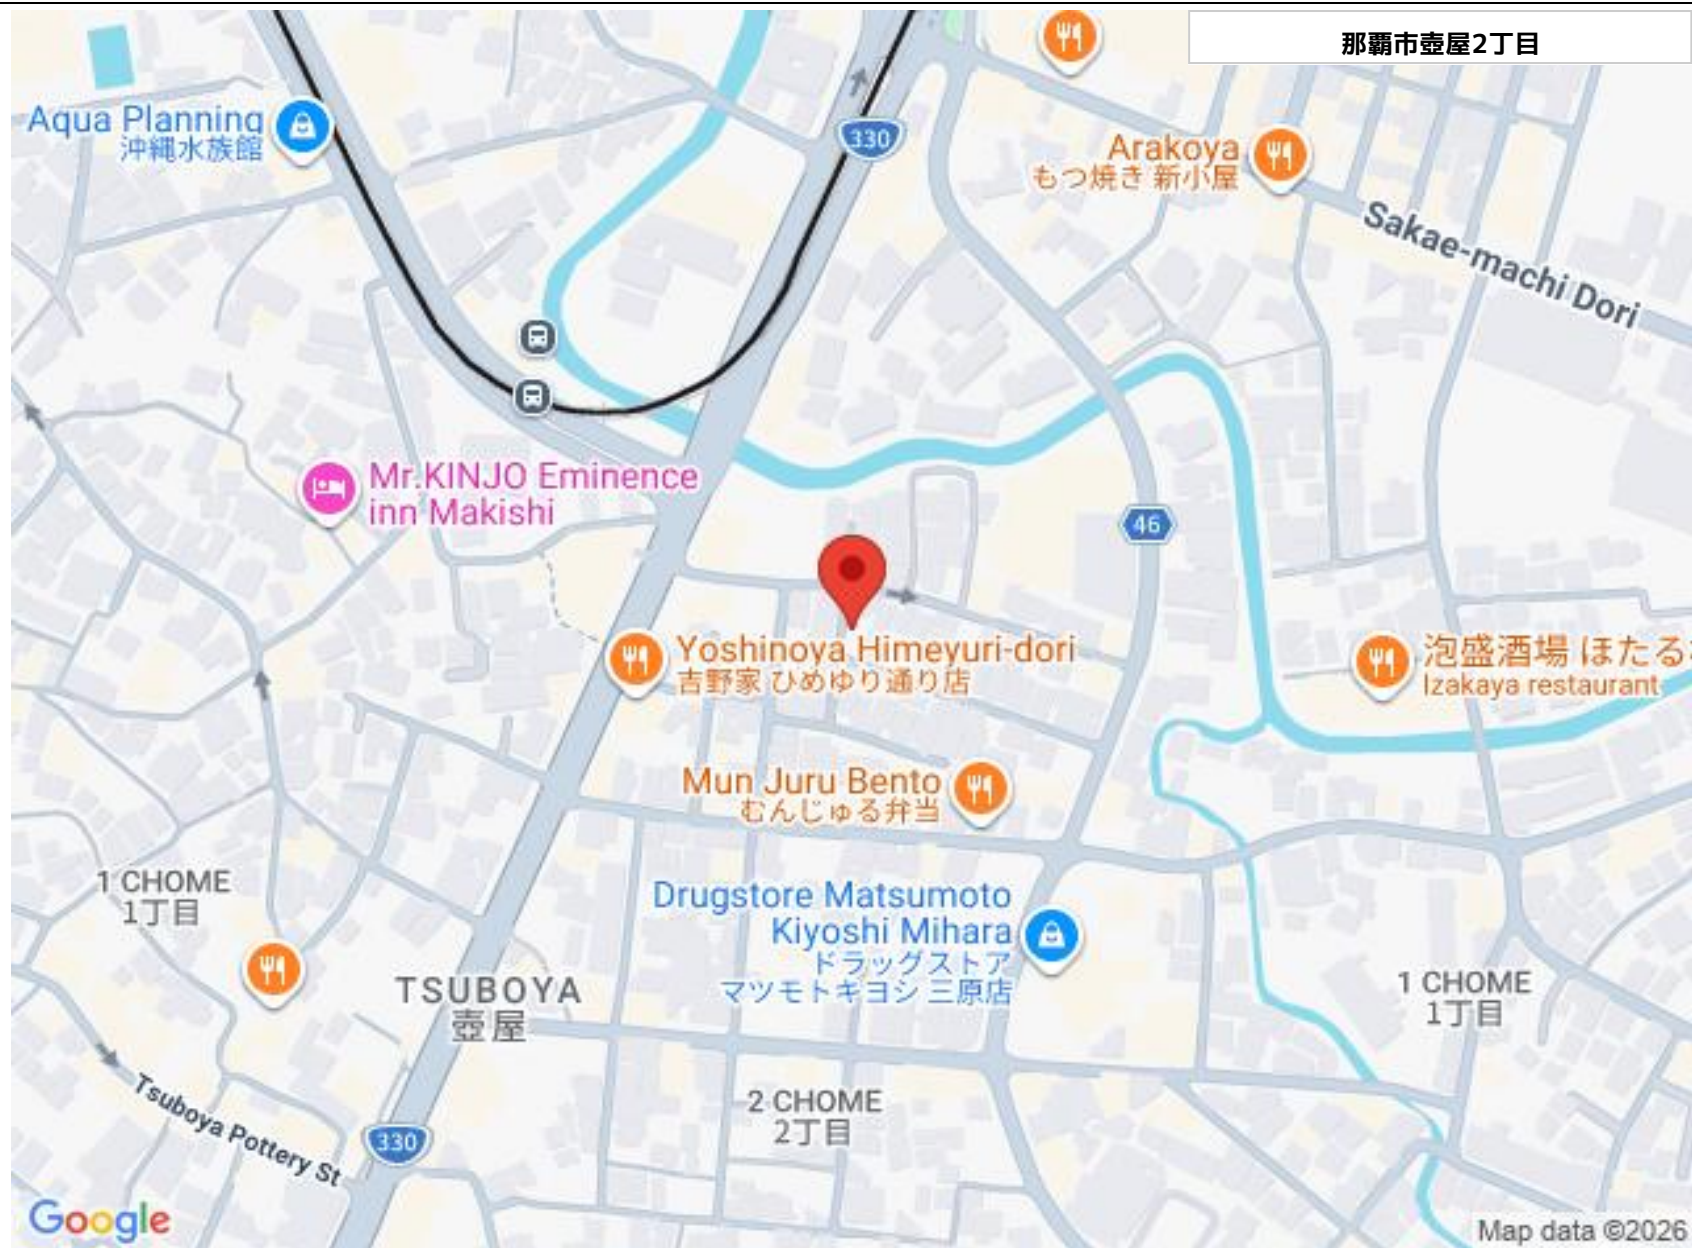 那覇市壺屋2丁目
Aqua Planning
沖縄水族館
330
Arakoya
もつ焼き 新小屋
Sakae-machi Dori
Mr.KINJO Eminence
inn Makishi
46
Yoshinoya Himeyuri-dori
吉野家 ひめゆり通り店
泡盛酒場 ほたる
Izakaya restaurant
Mun Juru Bento
むんじゅる弁当
1 CHOME
1丁目
Drugstore Matsumoto
Kiyoshi Mihara
ドラッグストア
マツモトキヨシ 三原店
TSUBOYA
壺屋
1 CHOME
1丁目
Tsuboya Pottery St
2 CHOME
2丁目
330
Google
Map data ©2026